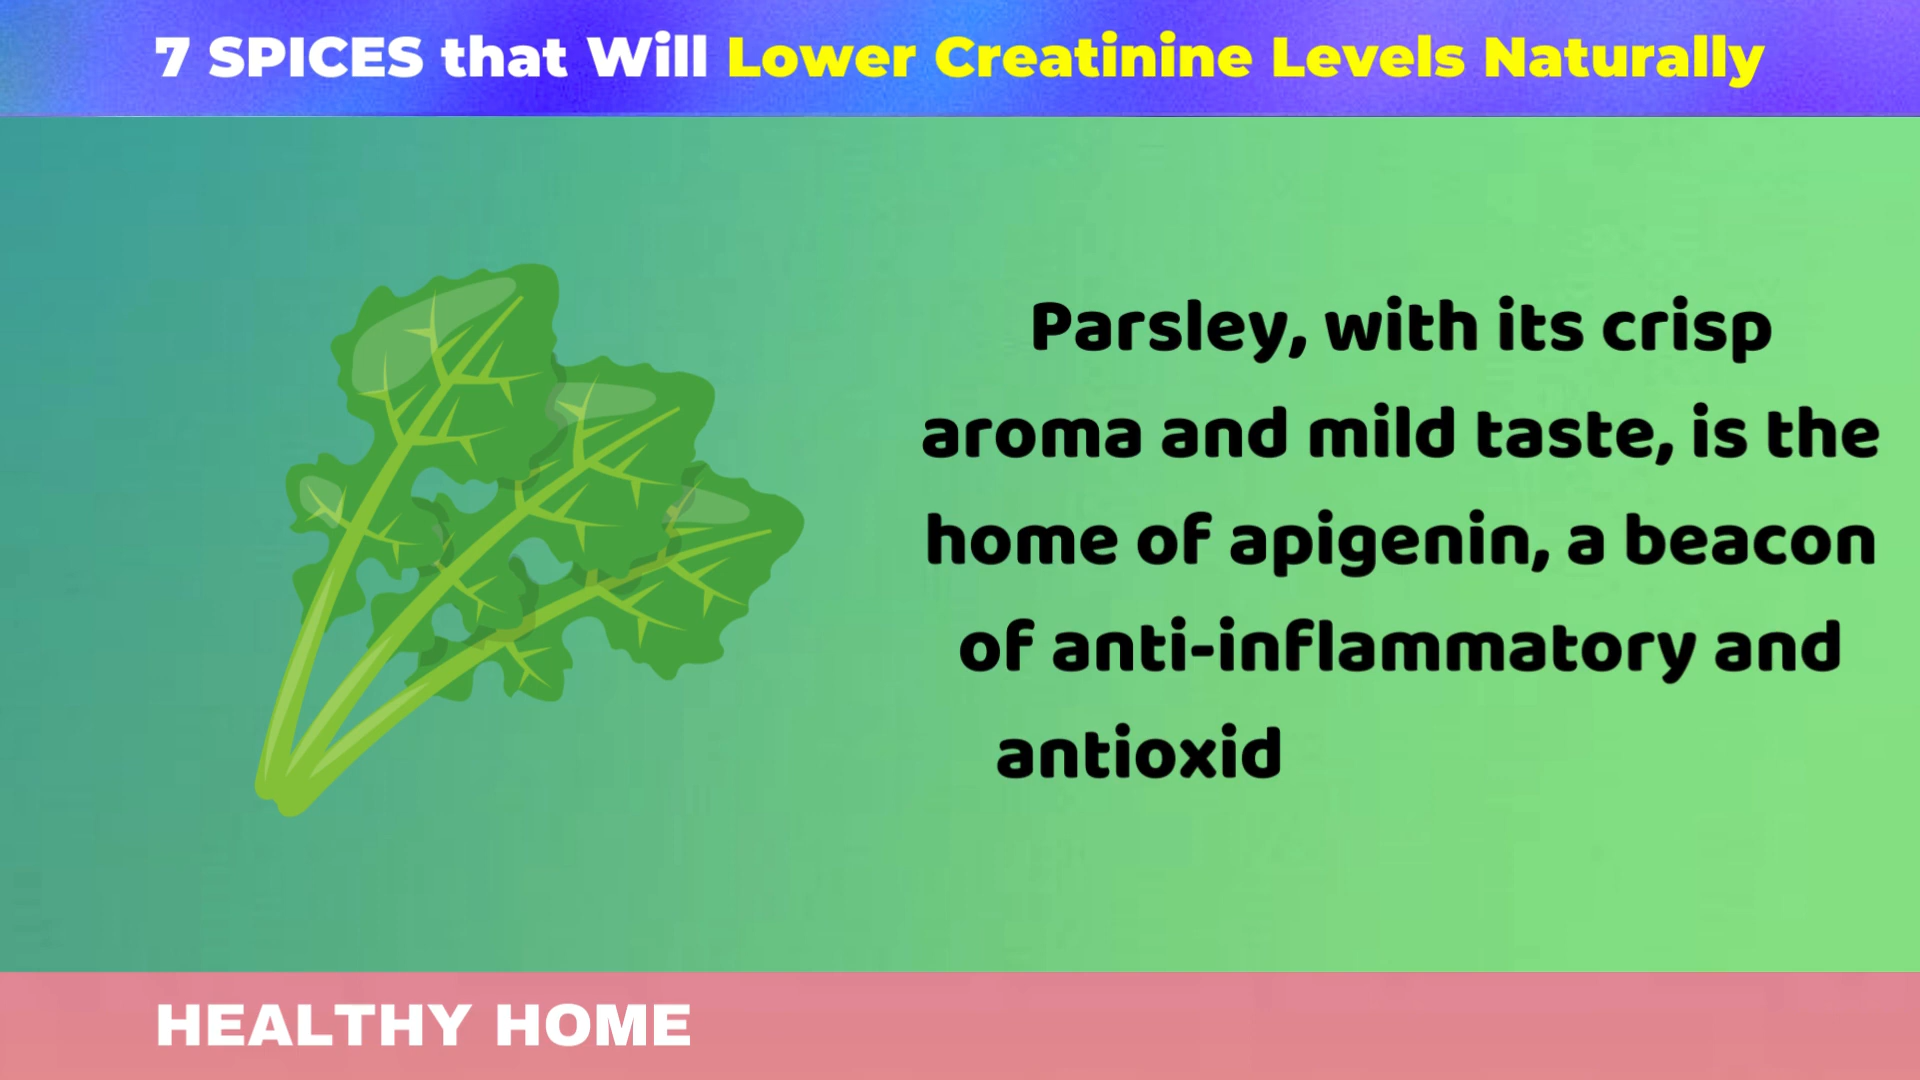 7 SPICES that Will Lower Creatinine Levels Naturally
Parsley, with its crisp
aroma and mild taste, is the
home of apigenin, a beacon
of anti-inflammatory and
antioxid
HEALTHY HOME